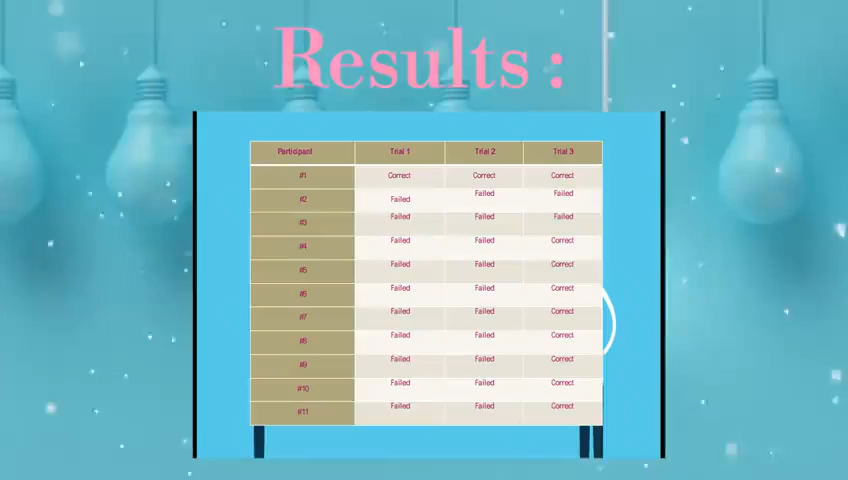 Results :
Participant Trial 1 Trial 2 Trial 3
#1 Correct Correct Correct
#2 Failed Failed Failed
#3 Failed Failed Failed
#4 Failed Failed Correct
#5 Failed Failed Correct
#6 Failed Failed Correct
#7 Failed Failed Correct
#8 Failed Failed Correct
#9 Failed Failed Correct
#10 Failed Failed Correct
#11 Failed Failed Correct